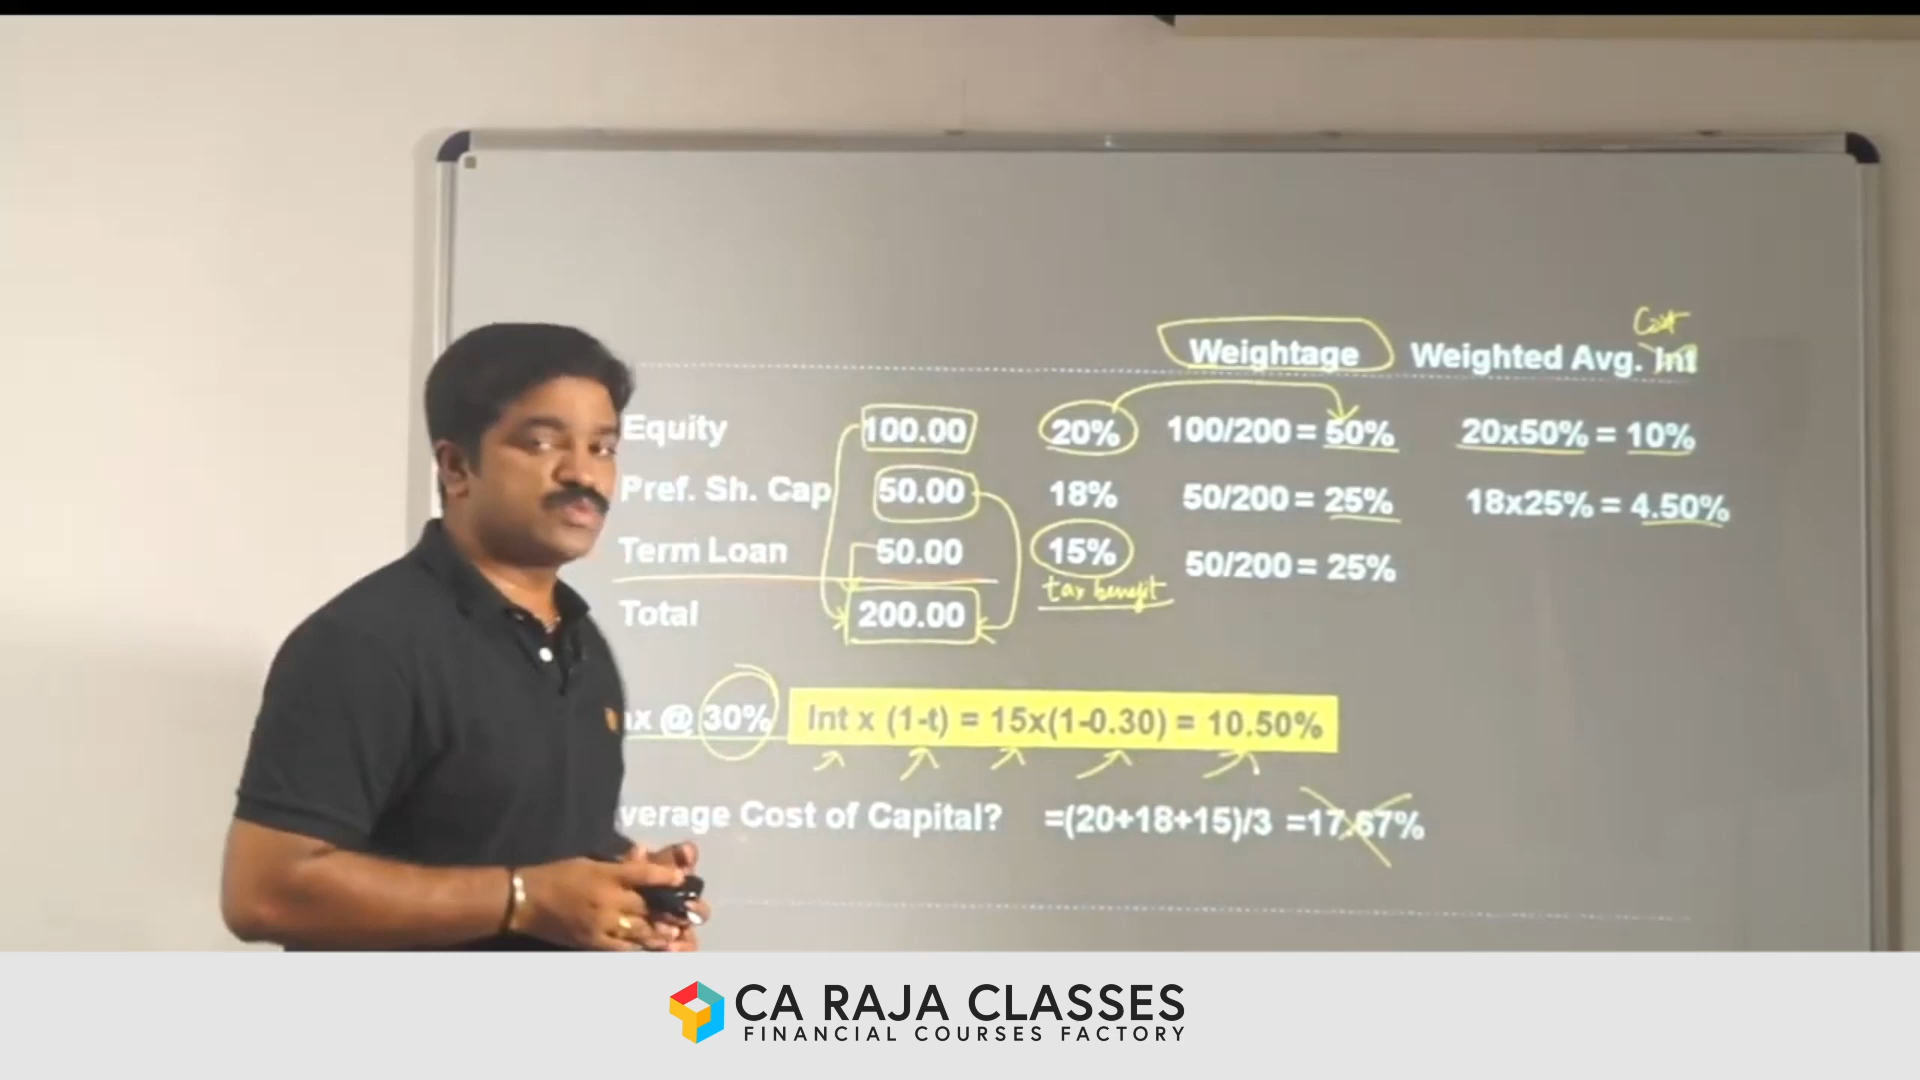 Cost
Weightage Weighted Avg. Int
Equity 100.00 20% 100/200 = 50% 20x50% = 10%
Pref. Sh. Cap 50.00 18% 50/200 = 25% 18x25% = 4.50%
Term Loan 50.00 15% 50/200 = 25%
tax benefit
Total 200.00
ax @ 30% Int x (1-t) = 15x(1-0.30) = 10.50%
verage Cost of Capital? =(20+18+15)/3 =17.67%
CA RAJA CLASSES
FINANCIAL COURSES FACTORY